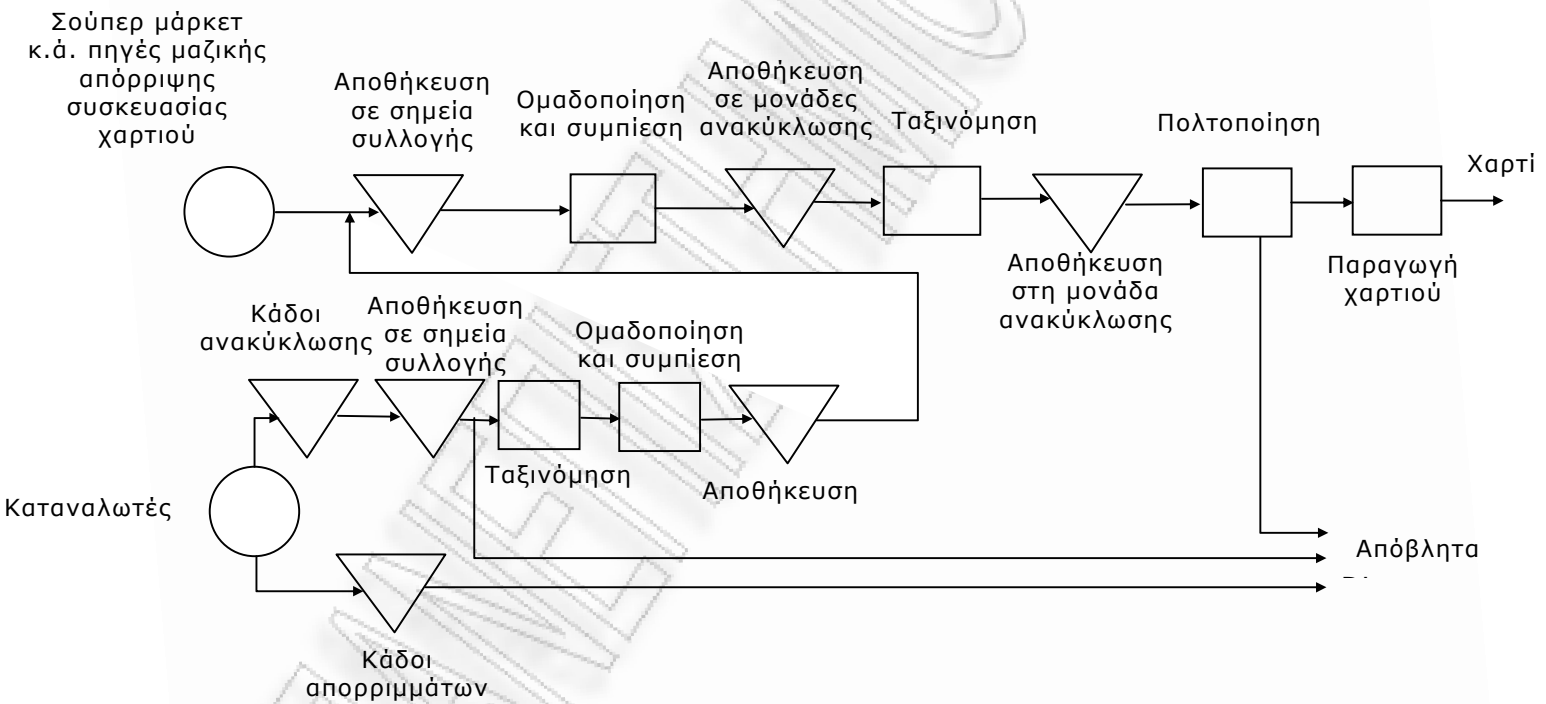 Σούπερ μάρκετ
κ.ά. πηγές μαζικής
απόρριψης
συσκευασίας
χαρτιού
Αποθήκευση
σε σημεία
συλλογής
Ομαδοποίηση
και συμπίεση
Αποθήκευση
σε μονάδες
ανακύκλωσης
Ταξινόμηση
Πολτοποίηση
Χαρτί
Αποθήκευση
στη μονάδα
ανακύκλωσης
Παραγωγή
χαρτιού
Κάδοι
ανακύκλωσης
Αποθήκευση
σε σημεία
συλλογής
Ομαδοποίηση
και συμπίεση
Ταξινόμηση
Αποθήκευση
Καταναλωτές
Απόβλητα
Κάδοι
απορριμμάτων